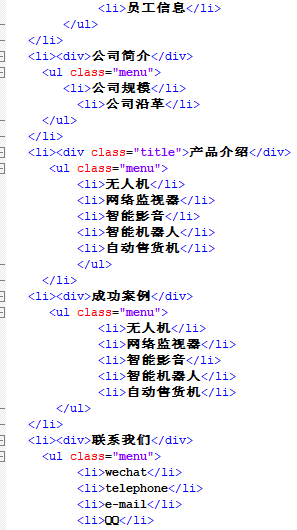 <li>员工信息</li>
</ul>
</li>
<li><div>公司简介</div>
<ul class="menu">
<li>公司规模</li>
<li>公司沿革</li>
</ul>
</li>
<li><div class="title">产品介绍</div>
<ul class="menu">
<li>无人机</li>
<li>网络监视器</li>
<li>智能影音</li>
<li>智能机器人</li>
<li>自动售货机</li>
</ul>
</li>
<li><div>成功案例</div>
<ul class="menu">
<li>无人机</li>
<li>网络监视器</li>
<li>智能影音</li>
<li>智能机器人</li>
<li>自动售货机</li>
</ul>
</li>
<li><div>联系我们</div>
<ul class="menu">
<li>wechat</li>
<li>telephone</li>
<li>e-mail</li>
<li>QQ</li>